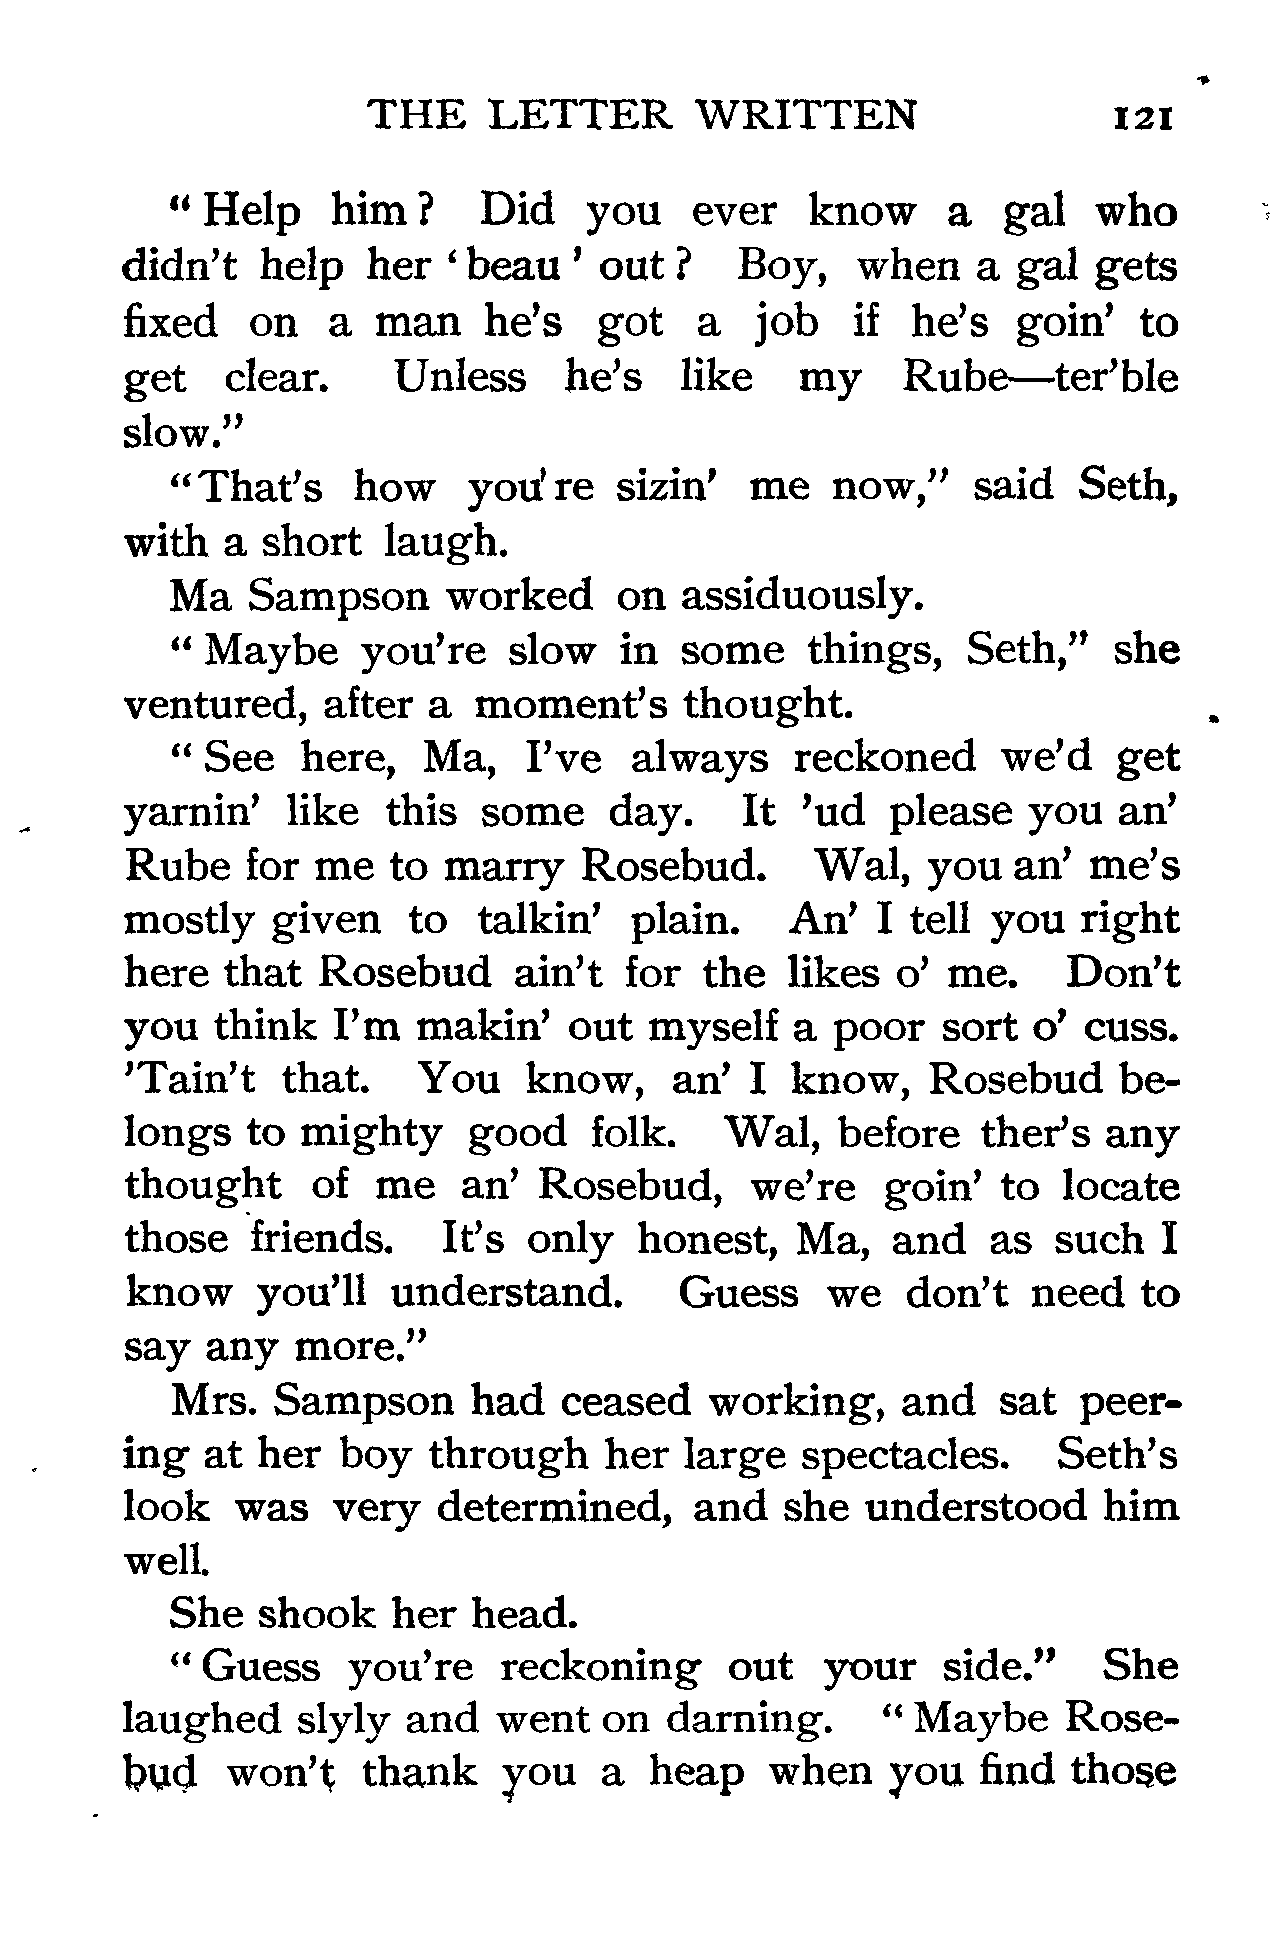 THE LETTER WRITTEN 121
“ Help him ? Did you ever know a gal who
didn’t help her ‘ beau ’ out ? Boy, when a gal gets
fixed on a man he’s got a job if he’s goin’ to
get clear. Unless he’s like my Rube—ter’ble
slow.”
“That’s how you’re sizin’ me now,” said Seth,
with a short laugh.
Ma Sampson worked on assiduously.
“ Maybe you’re slow in some things, Seth,” she
ventured, after a moment’s thought.
“ See here, Ma, I’ve always reckoned we’d get
yarnin’ like this some day. It ’ud please you an’
Rube for me to marry Rosebud. Wal, you an’ me’s
mostly given to talkin’ plain. An’ I tell you right
here that Rosebud ain’t for the likes o’ me. Don’t
you think I’m makin’ out myself a poor sort o’ cuss.
’Tain’t that. You know, an’ I know, Rosebud be-
longs to mighty good folk. Wal, before ther’s any
thought of me an’ Rosebud, we’re goin’ to locate
those friends. It’s only honest, Ma, and as such I
know you’ll understand. Guess we don’t need to
say any more.”
Mrs. Sampson had ceased working, and sat peer-
ing at her boy through her large spectacles. Seth’s
look was very determined, and she understood him
well.
She shook her head.
“ Guess you’re reckoning out your side.” She
laughed slyly and went on darning. “ Maybe Rose-
bud won’t thank you a heap when you find those